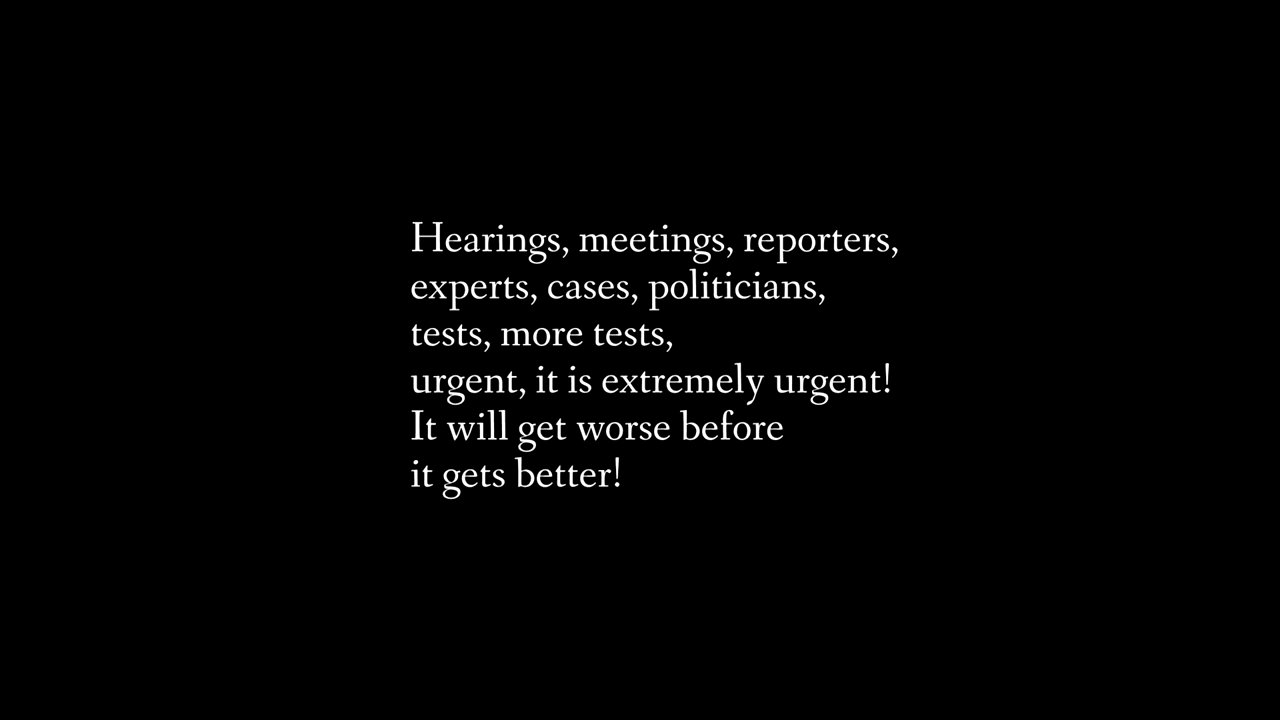 Hearings, meetings, reporters,
experts, cases, politicians,
tests, more tests,
urgent, it is extremely urgent!
It will get worse before
it gets better!